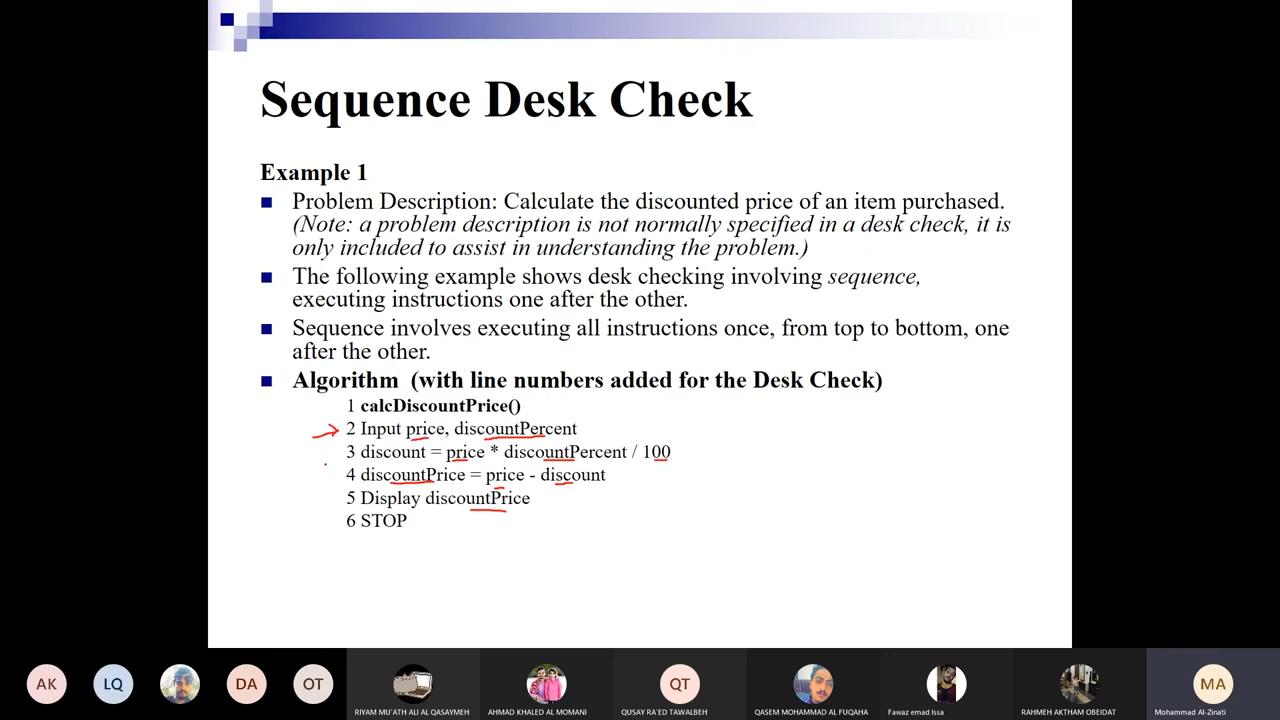 Sequence Desk Check
Example 1
Problem Description: Calculate the discounted price of an item purchased.
(Note: a problem description is not normally specified in a desk check, it is
only included to assist in understanding the problem.)
The following example shows desk checking involving sequence,
executing instructions one after the other.
Sequence involves executing all instructions once, from top to bottom, one
after the other.
Algorithm (with line numbers added for the Desk Check)
1 calcDiscountPrice()
2 Input price, discountPercent
3 discount = price * discountPercent / 100
4 discountPrice = price - discount
5 Display discountPrice
6 STOP
AK LQ DA OT QT MA
RIYAM MU'ATH ALI AL QASAYMEH AHMAD KHALED AL MOMANI QUSAY RA'ED TAWALBEH QASEM MOHAMMAD AL FUQAHA Fawaz emad Issa RAHMEH AKTHAM OBEIDAT Mohammad Al-Zinati